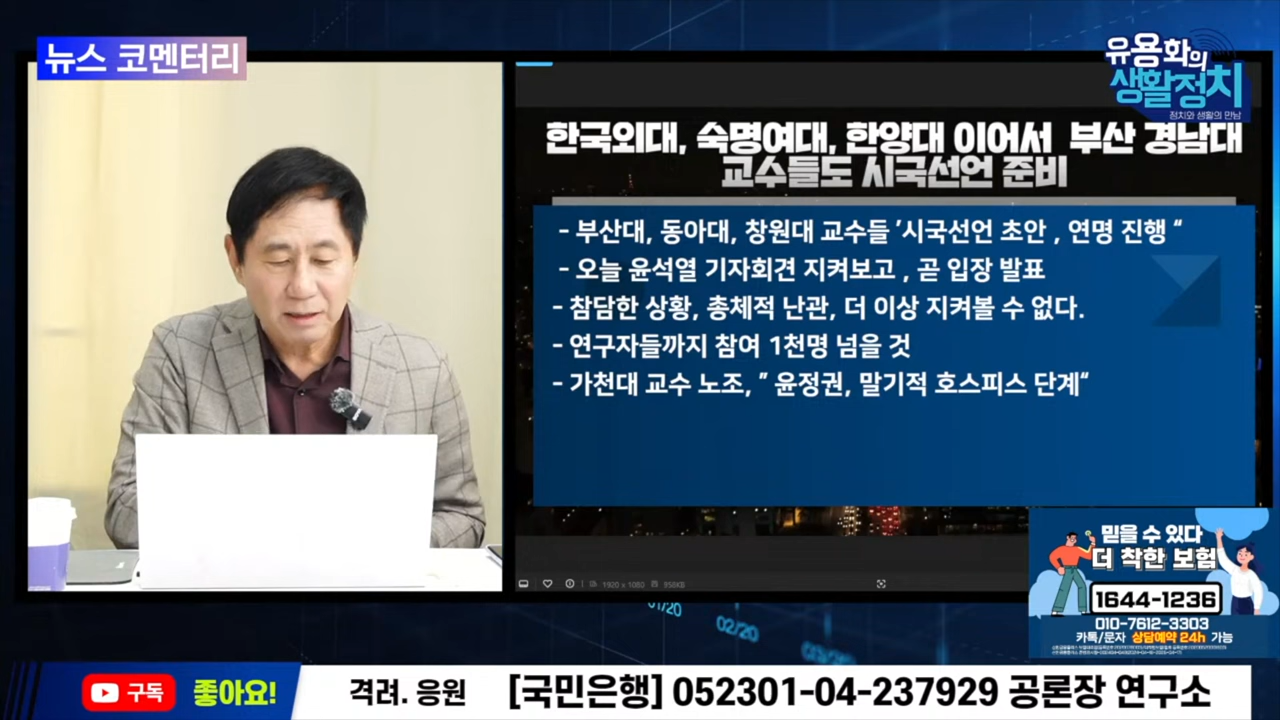 뉴스 코멘터리
유용화의
생활정치
정치와 생활의 만남
한국외대, 숙명여대, 한양대 이어서 부산 경남대
교수들도 시국선언 준비
- 부산대, 동아대, 창원대 교수들 '시국선언 초안 , 연명 진행 “
- 오늘 윤석열 기자회견 지켜보고 , 곧 입장 발표
- 참담한 상황, 총체적 난관, 더 이상 지켜볼 수 없다.
- 연구자들까지 참여 1천명 넘을 것
- 가천대 교수 노조, ” 윤정권, 말기적 호스피스 단계“
1920 x 1080 958KB
믿을 수 있다
더 착한 보험
1644-1236
010-7612-3303
카톡/문자 상담예약 24h 가능
01/20
02/20
구독 좋아요! 격려. 응원 [국민은행] 052301-04-237929 공론장 연구소